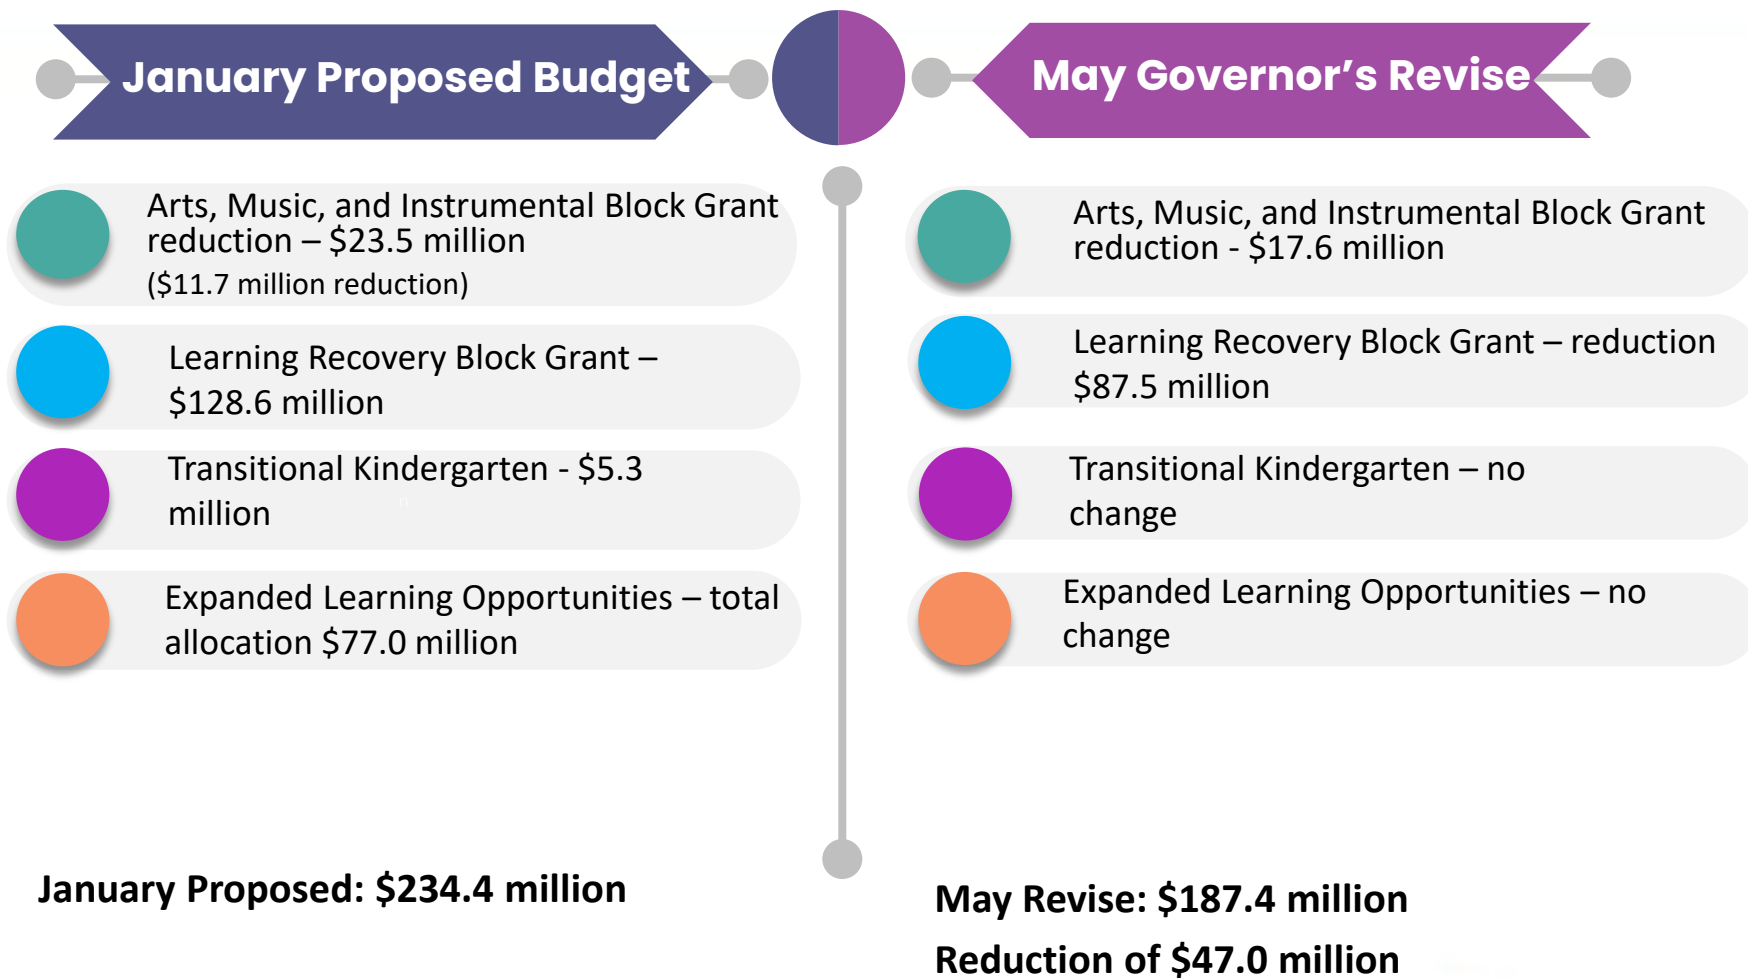 January Proposed Budget
May Governor’s Revise
Arts, Music, and Instrumental Block Grant
reduction – $23.5 million
($11.7 million reduction)
Learning Recovery Block Grant –
$128.6 million
Transitional Kindergarten - $5.3
million
Expanded Learning Opportunities – total
allocation $77.0 million
January Proposed: $234.4 million
Arts, Music, and Instrumental Block Grant
reduction - $17.6 million
Learning Recovery Block Grant – reduction
$87.5 million
Transitional Kindergarten – no
change
Expanded Learning Opportunities – no
change
May Revise: $187.4 million
Reduction of $47.0 million